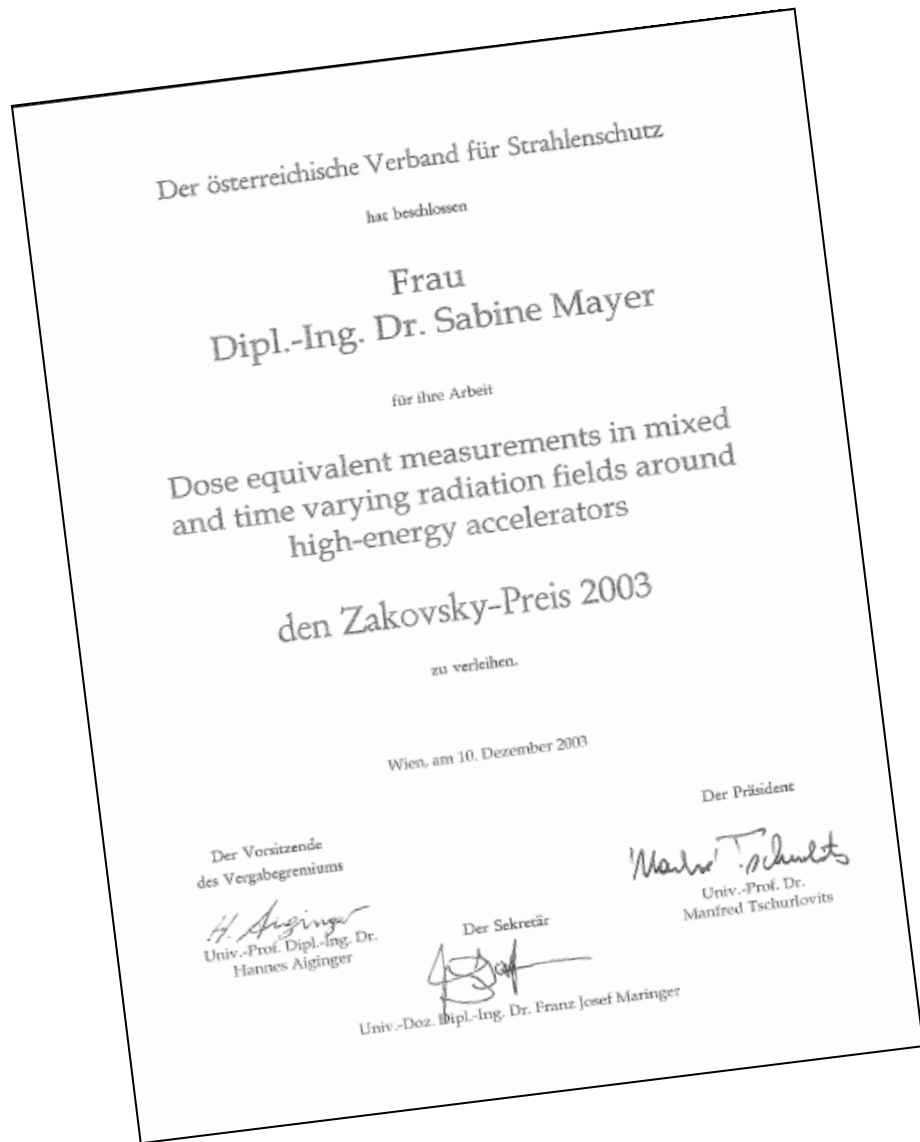 Der österreichische Verband für Strahlenschutz
hat beschlossen
Frau
Dipl.-Ing. Dr. Sabine Mayer
für ihre Arbeit
Dose equivalent measurements in mixed
and time varying radiation fields around
high-energy accelerators
den Zakovsky-Preis 2003
zu verleihen.
Wien, am 10. Dezember 2003
Der Präsident
Manfred Tschurlovits
Univ.-Prof. Dr.
Manfred Tschurlovits
Der Vorsitzende
des Vergabegremiums
H. Aiginger
Univ.-Prof. Dipl.-Ing. Dr.
Hannes Aiginger
Der Sekretär
Univ.-Doz. Dipl.-Ing. Dr. Franz Josef Maringer